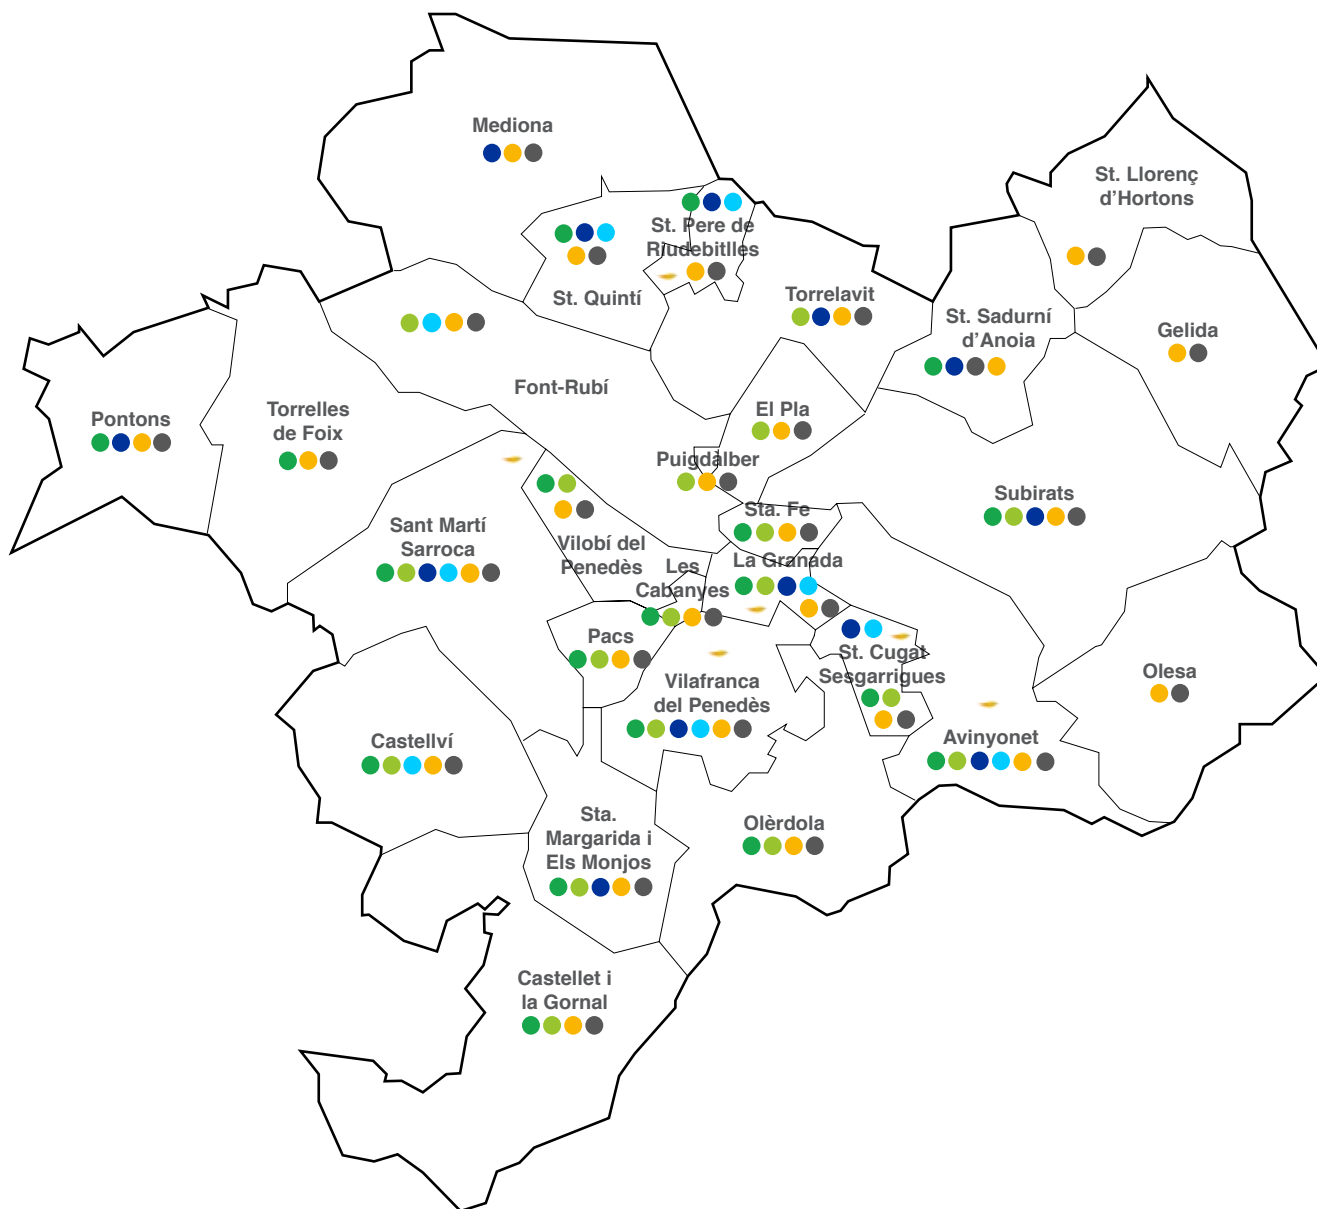 Mediona
St. Llorenç
d'Hortons
St. Pere de
Riudebitlles
St. Quintí
Torrelavit
St. Sadurní
d'Anoia
Gelida
Font-Rubí
Pontons
Torrelles
de Foix
El Pla
Puigdàlber
Subirats
Sta. Fe
Sant Martí
Sarroca
Vilobí del
Penedès
La Granada
Les
Cabanyes
Pacs
St. Cugat
Sesgarrigues
Vilafranca
del Penedès
Olesa
Castellví
Avinyonet
Sta.
Margarida i
Els Monjos
Olèrdola
Castellet i
la Gornal